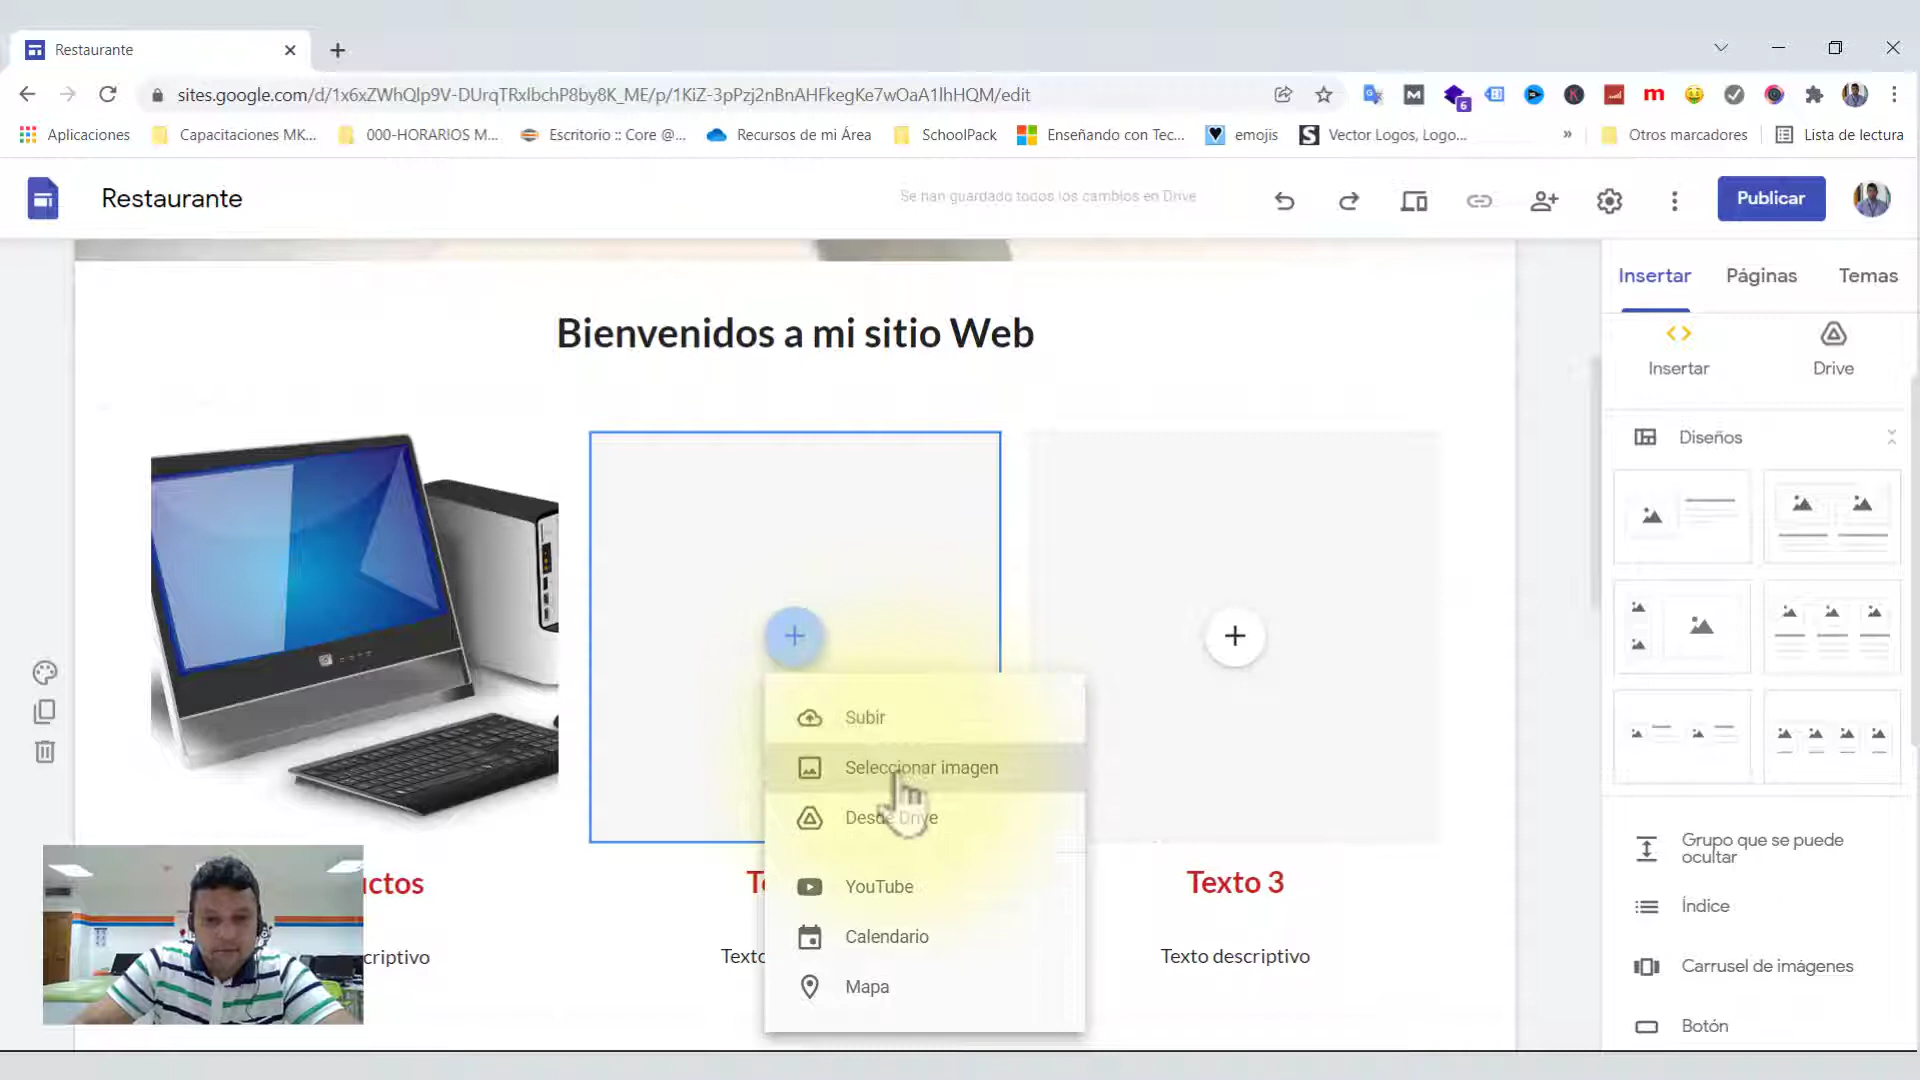 Restaurante
sites.google.com/d/1x6xZWhQlp9V-DUrqTRxlbchP8by8K_ME/p/1KiZ-3pPzj2nBnAHFkegKe7wOaA1lhHQM/edit
6
Aplicaciones
Capacitaciones MK...
000-HORARIOS M...
Escritorio :: Core @...
Recursos de mi Área
SchoolPack
Enseñando con Tec...
emojis
Vector Logos, Logo...
»
Otros marcadores
Lista de lectura
Restaurante
Se han guardado todos los cambios en Drive
Publicar
Insertar
Páginas
Temas
Insertar
Drive
Diseños
Bienvenidos a mi sitio Web
Subir
Seleccionar imagen
Desde Drive
YouTube
Calendario
Mapa
uctos
Te
Texto 3
criptivo
Texto
Texto descriptivo
Grupo que se puede
ocultar
Índice
Carrusel de imágenes
Botón